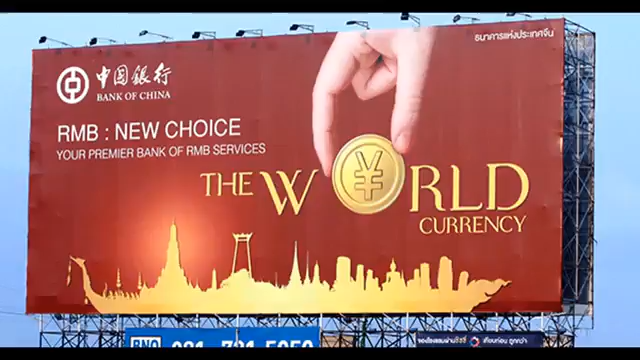 ธนาคารแห่งประเทศจีน
中国银行
BANK OF CHINA
RMB : NEW CHOICE
YOUR PREMIER BANK OF RMB SERVICES
THE W¥RLD
CURRENCY
BNO